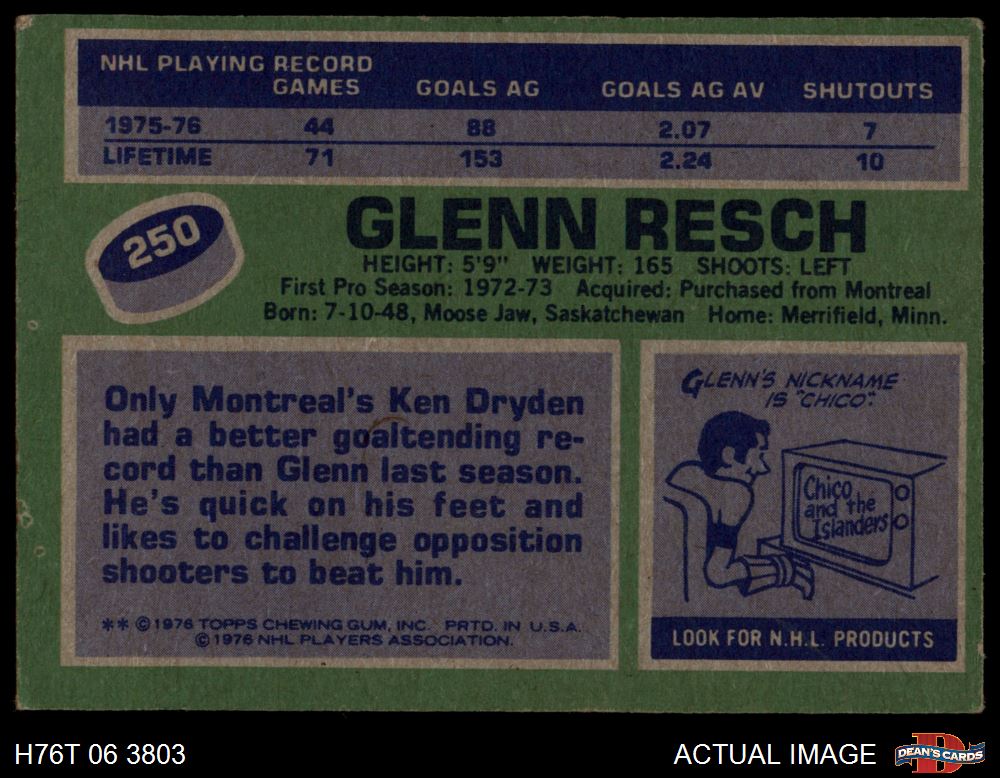 NHL PLAYING RECORD
GAMES GOALS AG GOALS AG AV SHUTOUTS
1975-76 44 88 2.07 7
LIFETIME 71 153 2.24 10
250
GLENN RESCH
HEIGHT: 5'9" WEIGHT: 165 SHOOTS: LEFT
First Pro Season: 1972-73 Acquired: Purchased from Montreal
Born: 7-10-48, Moose Jaw, Saskatchewan Home: Merrifield, Minn.
Only Montreal's Ken Dryden
had a better goaltending re-
cord than Glenn last season.
He's quick on his feet and
likes to challenge opposition
shooters to beat him.
** ©1976 TOPPS CHEWING GUM, INC. PRTD. IN U.S.A.
©1976 NHL PLAYERS ASSOCIATION.
GLENN'S NICKNAME
IS "CHICO".
Chico
and the
Islanders
LOOK FOR N.H.L. PRODUCTS
H76T 06 3803
ACTUAL IMAGE
DEAN'S CARDS